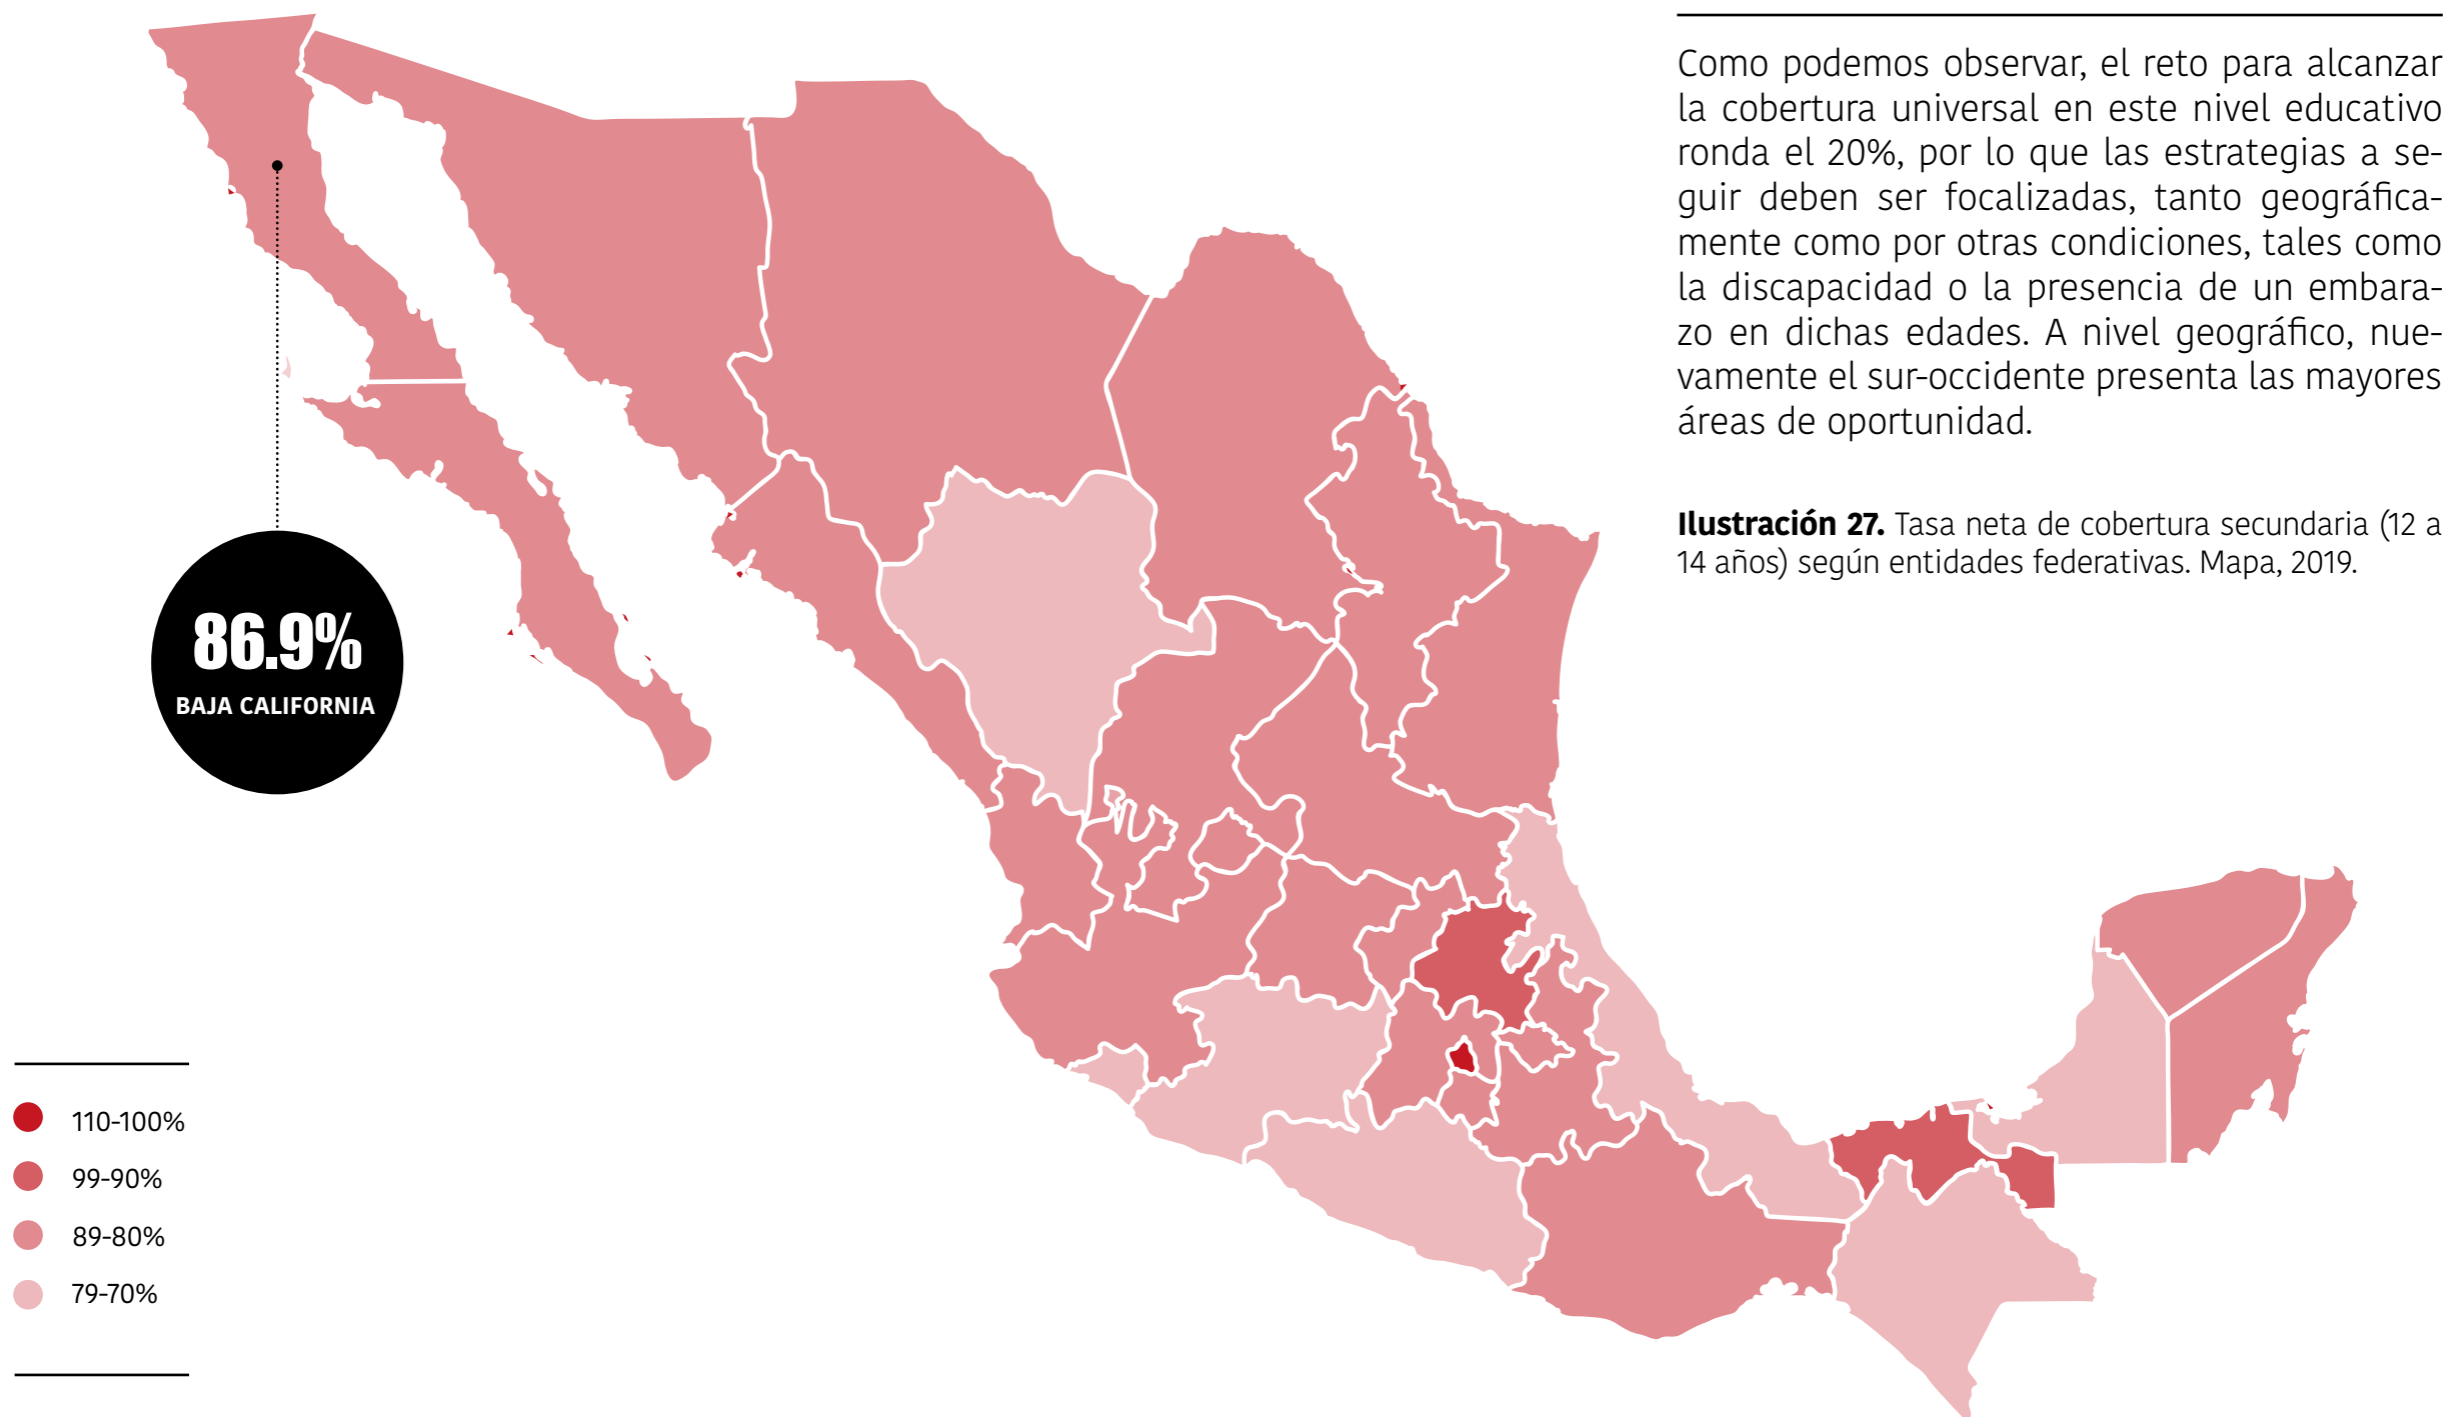 Como podemos observar, el reto para alcanzar
la cobertura universal en este nivel educativo
ronda el 20%, por lo que las estrategias a se-
guir deben ser focalizadas, tanto geográfica-
mente como por otras condiciones, tales como
la discapacidad o la presencia de un embara-
zo en dichas edades. A nivel geográfico, nue-
vamente el sur-occidente presenta las mayores
áreas de oportunidad.
Ilustración 27. Tasa neta de cobertura secundaria (12 a
14 años) según entidades federativas. Mapa, 2019.
86.9%
BAJA CALIFORNIA
110-100%
99-90%
89-80%
79-70%